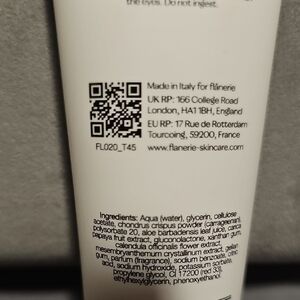 the eyes. Do not ingest.
Made in Italy for flânerie
UK RP: 166 College Road
London, HA1 1BH, England
EU RP: 17 Rue de Rotterdam
Tourcoing, 59200, France
www.flanerie-skincare.com
FL020_T45
Ingredients: Aqua (water), glycerin, cellulose
acetate, chondrus crispus powder (carrageenan),
polysorbate 20, aloe barbadensis leaf juice, carica
papaya fruit extract, gluconolactone, xanthan gum,
calendula officinalis flower extract,
mesembryanthemum crystallinum extract, gellan
gum, parfum (fragrance), sodium benzoate, citric
acid, sodium hydroxide, potassium sorbate,
propylene glycol, CI 17200 (red 33),
ethylhexylglycerin, phenoxyethanol